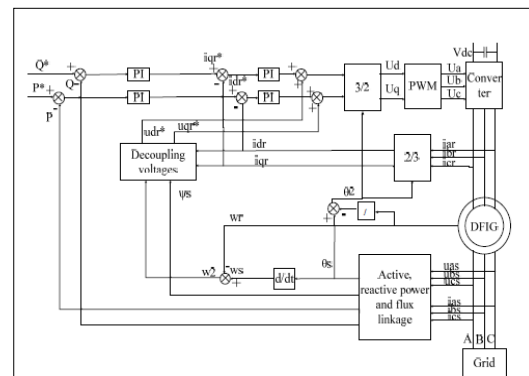 Vdc
Q*
Q
PI
iqr*
PI
P*
P
PI
idr*
PI
3/2
Ud
Uq
PWM
Ua
Ub
Uc
Conver
ter
udr*
uqr*
Decoupling
voltages
idr
iqr
2/3
iar
ibr
icr
ψs
θ2
/
DFIG
wr
w2
ws
d/dt
θs
Active,
reactive power
and flux
linkage
uas
ubs
ucs
ias
ibs
ics
A B C
Grid